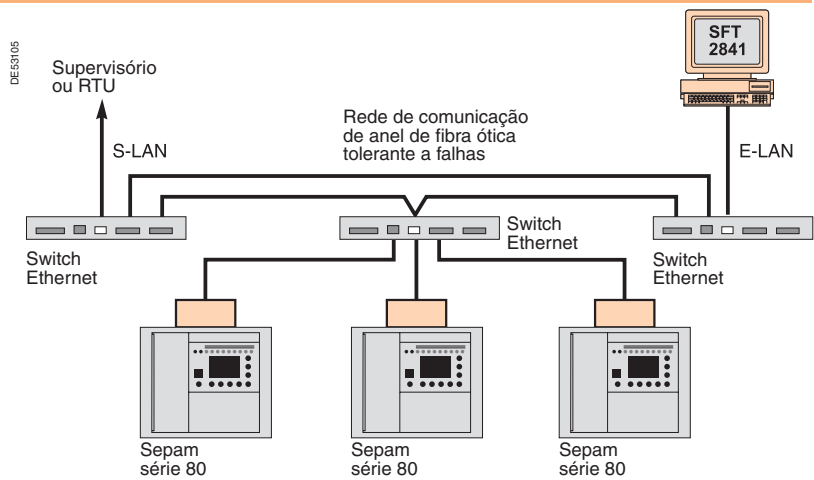 DE53105
SFT
2841
Supervisório
ou RTU
Rede de comunicação
de anel de fibra ótica
tolerante a falhas
S-LAN
E-LAN
Switch
Ethernet
Switch
Ethernet
Switch
Ethernet
Sepam
série 80
Sepam
série 80
Sepam
série 80